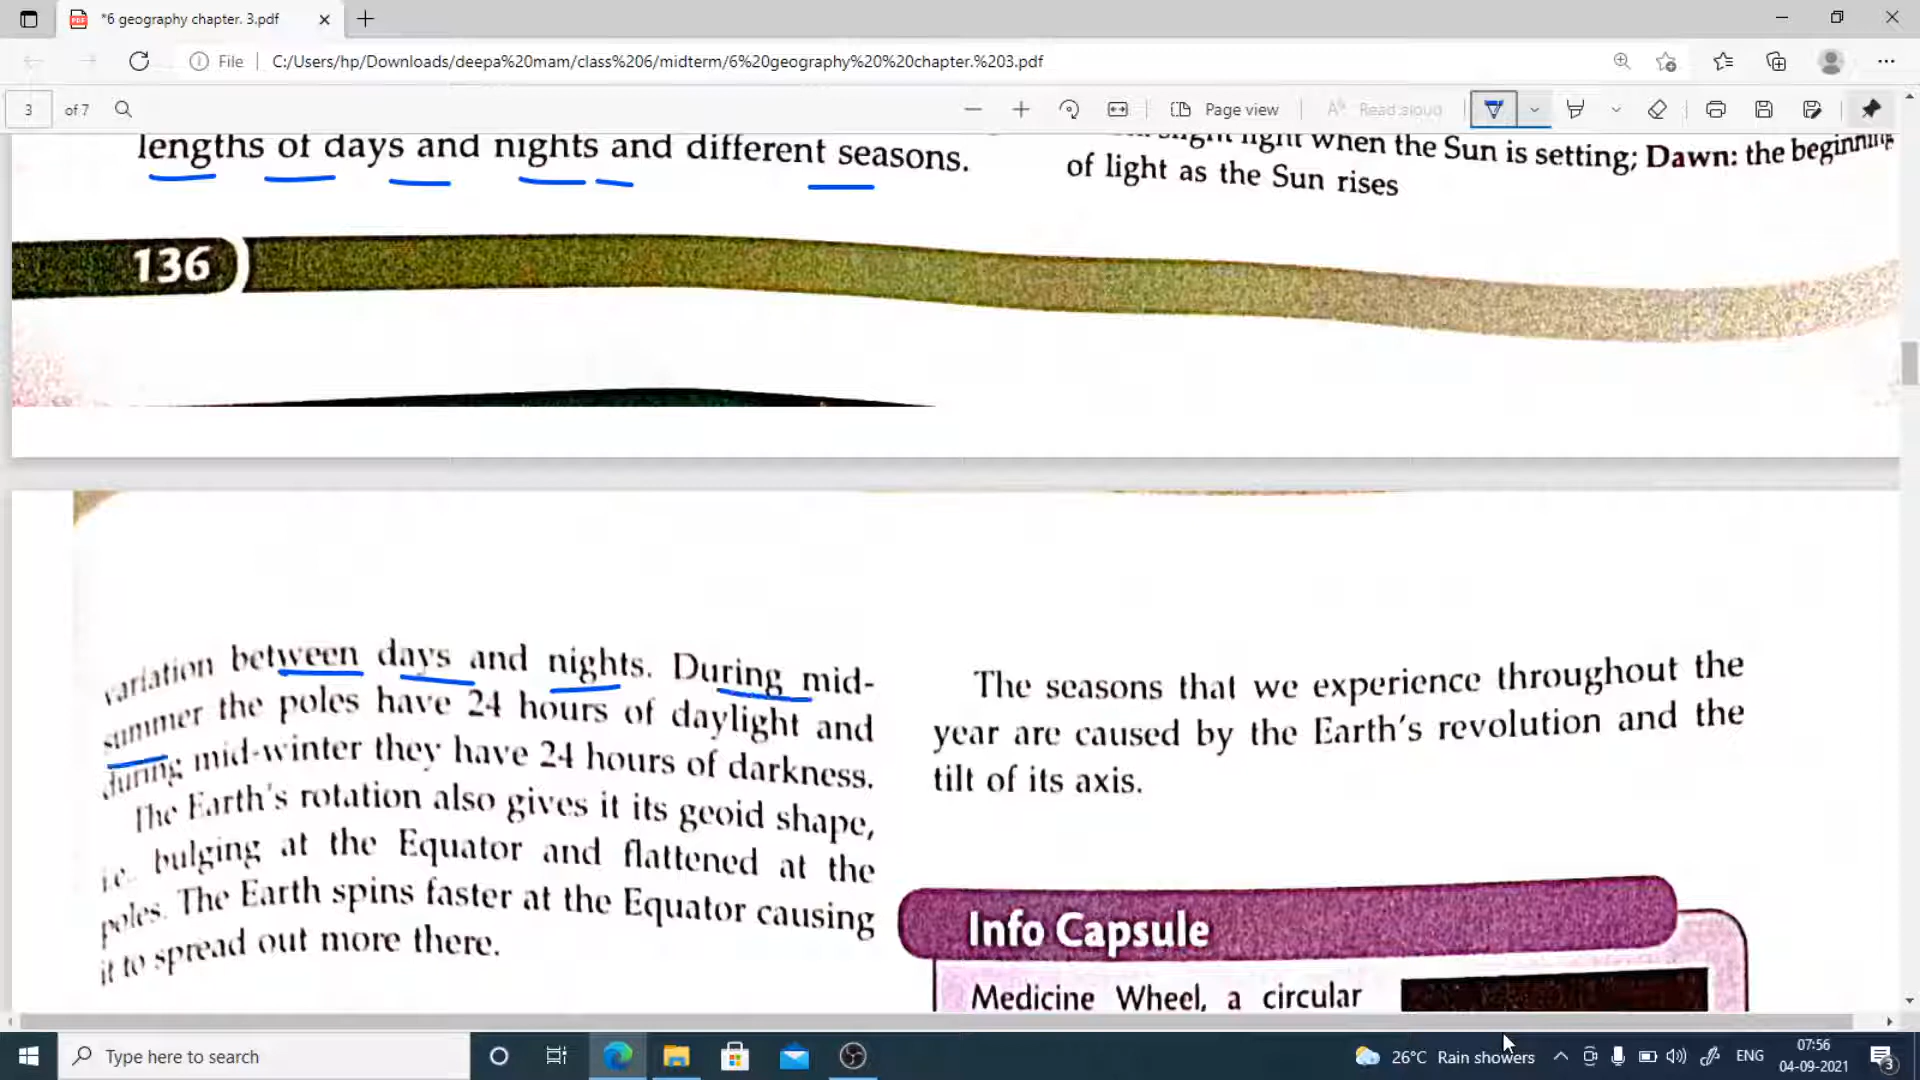 *6 geography chapter. 3.pdf
File
C:/Users/hp/Downloads/deepa%20mam/class%206/midterm/6%20geography%20%20chapter.%203.pdf
3 of 7
Page view
Read aloud
lengths of days and nights and different seasons.
slight light when the Sun is setting; Dawn: the beginning
of light as the Sun rises
136
variation between days and nights. During mid-
summer the poles have 24 hours of daylight and
during mid-winter they have 24 hours of darkness.
The Earth's rotation also gives it its geoid shape,
i.e. bulging at the Equator and flattened at the
poles. The Earth spins faster at the Equator causing
it to spread out more there.
The seasons that we experience throughout the
year are caused by the Earth's revolution and the
tilt of its axis.
Info Capsule
Medicine Wheel, a circular
Type here to search
26°C Rain showers
ENG
07:56
04-09-2021
3